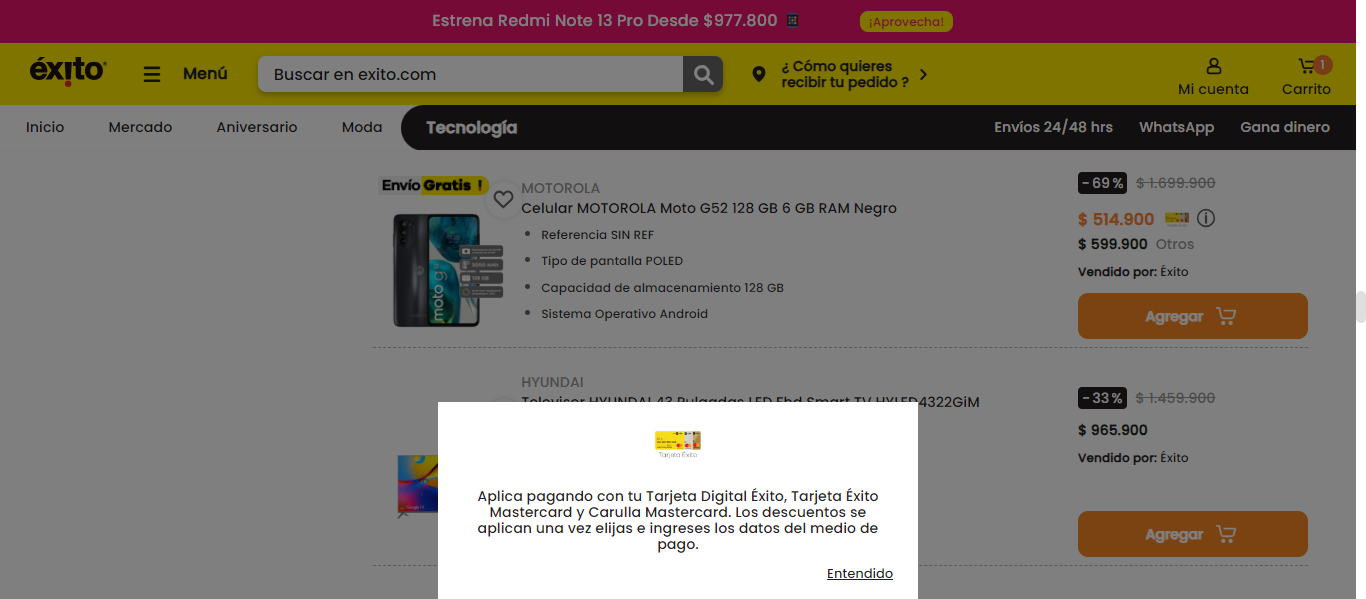 Estrena Redmi Note 13 Pro Desde $977.800
¡Aprovecha!
éxito
Menú
Buscar en exito.com
¿ Cómo quieres
recibir tu pedido ?
Mi cuenta
1
Carrito
Inicio
Mercado
Aniversario
Moda
Tecnología
Envíos 24/48 hrs
WhatsApp
Gana dinero
Envío Gratis !
MOTOROLA
Celular MOTOROLA Moto G52 128 GB 6 GB RAM Negro
Referencia SIN REF
Tipo de pantalla POLED
Capacidad de almacenamiento 128 GB
Sistema Operativo Android
moto g
128 GB
-69%
$ 1.699.900
$ 514.900
$ 599.900 Otros
Vendido por: Éxito
Agregar
HYUNDAI
Televisor HYUNDAI 43 Pulgadas LED Fhd Smart TV HYLED4322GiM
-33%
$ 1.459.900
$ 965.900
Vendido por: Éxito
Agregar
Tarjeta Éxito
Aplica pagando con tu Tarjeta Digital Éxito, Tarjeta Éxito
Mastercard y Carulla Mastercard. Los descuentos se
aplican una vez elijas e ingreses los datos del medio de
pago.
Entendido